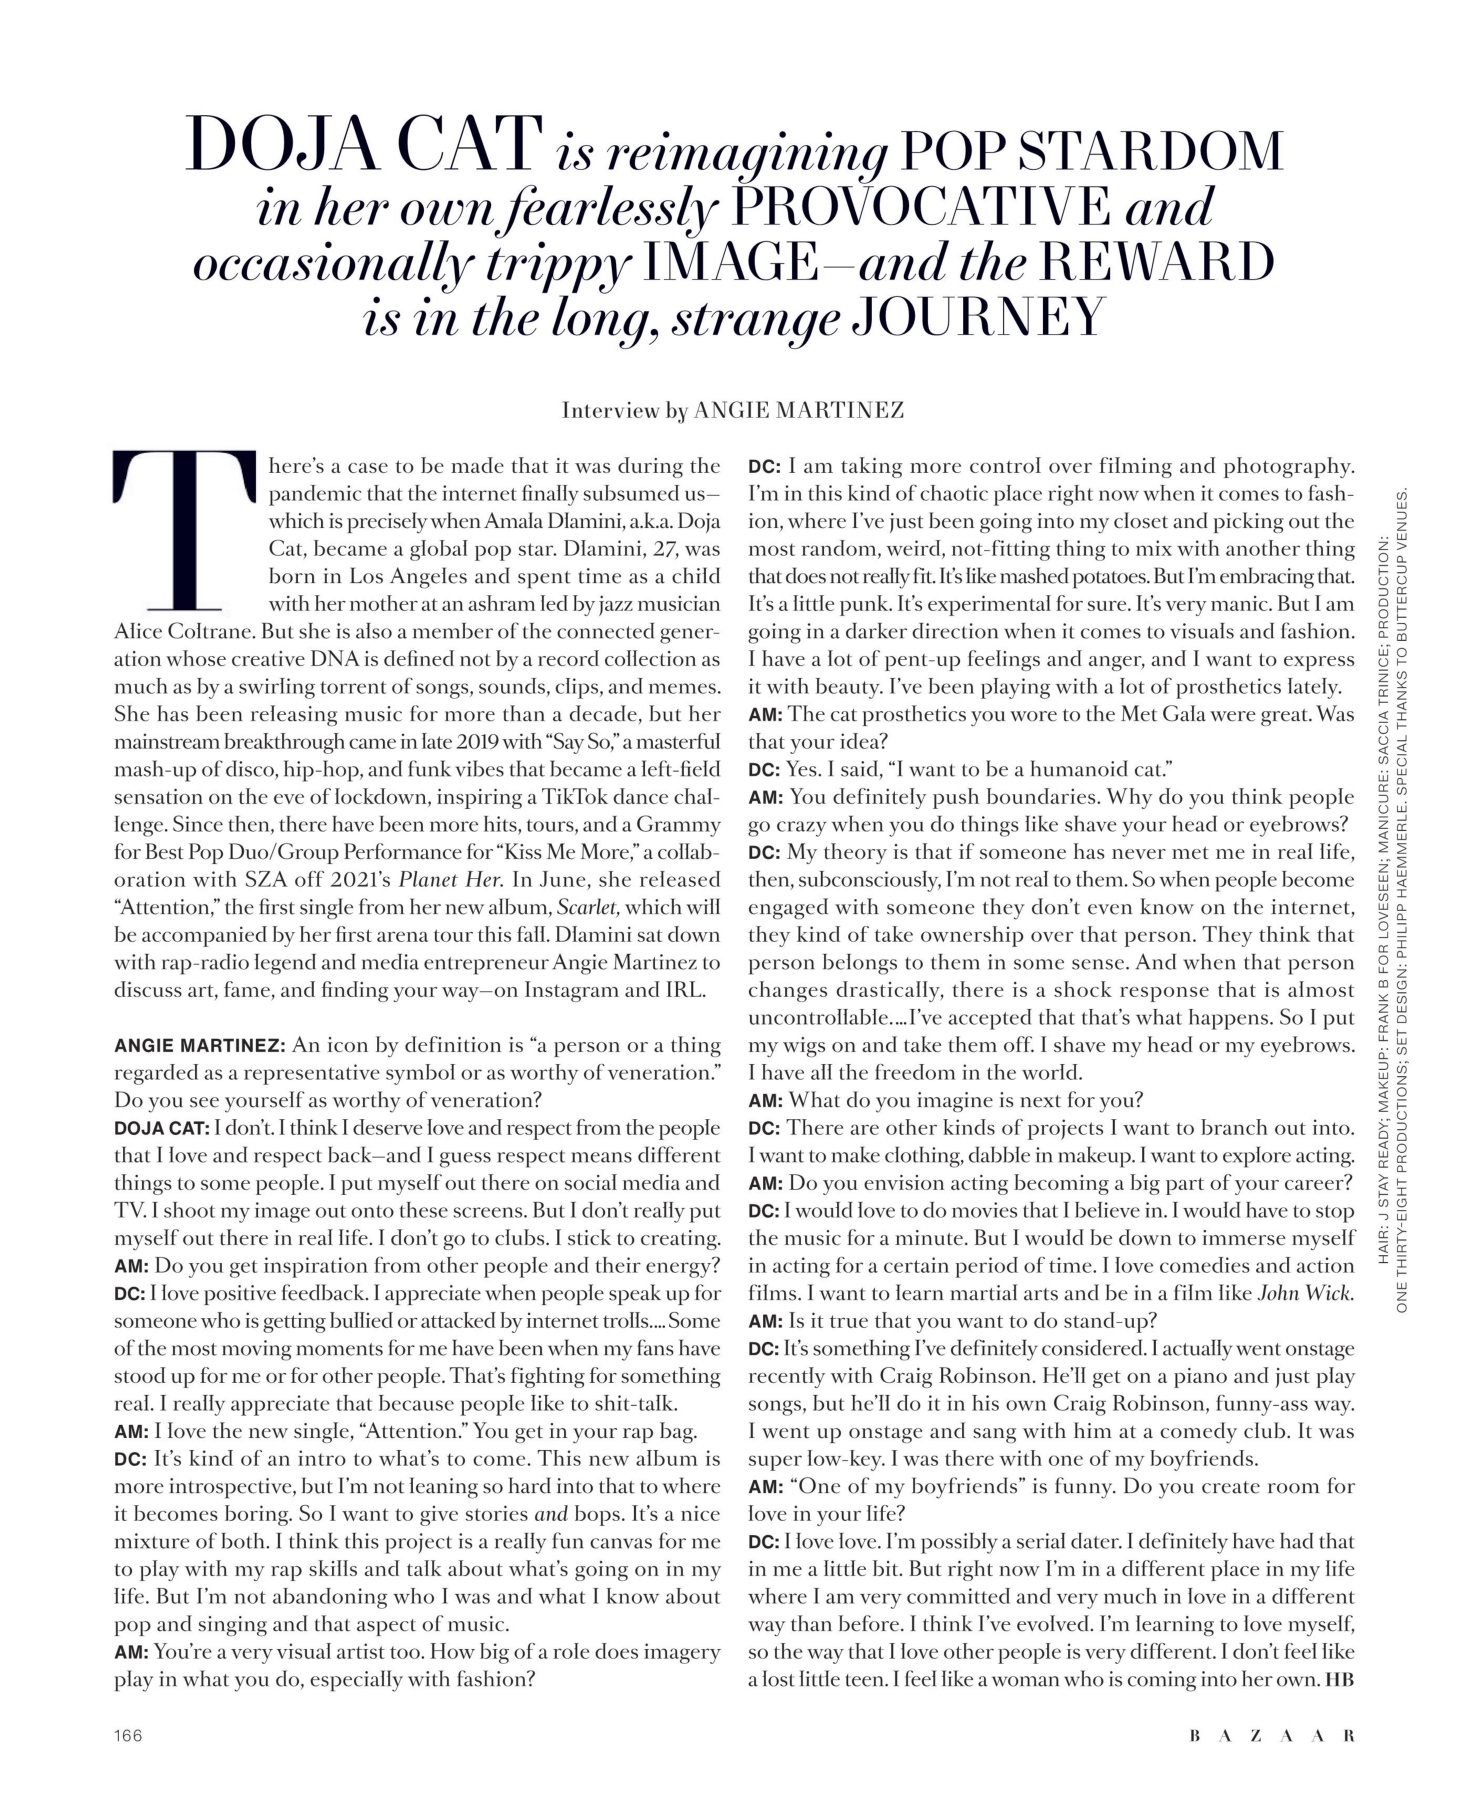 DOJA CAT is reimagining POP STARDOM
in her own fearlessly PROVOCATIVE and
occasionally trippy IMAGE—and the REWARD
is in the long, strange JOURNEY
Interview by ANGIE MARTINEZ
There's a case to be made that it was during the
pandemic that the internet finally subsumed us—
which is precisely when Amala Dlamini, a.k.a. Doja
Cat, became a global pop star. Dlamini, 27, was
born in Los Angeles and spent time as a child
with her mother at an ashram led by jazz musician
Alice Coltrane. But she is also a member of the connected gener-
ation whose creative DNA is defined not by a record collection as
much as by a swirling torrent of songs, sounds, clips, and memes.
She has been releasing music for more than a decade, but her
mainstream breakthrough came in late 2019 with “Say So,” a masterful
mash-up of disco, hip-hop, and funk vibes that became a left-field
sensation on the eve of lockdown, inspiring a TikTok dance chal-
lenge. Since then, there have been more hits, tours, and a Grammy
for Best Pop Duo/Group Performance for “Kiss Me More,” a collab-
oration with SZA off 2021’s Planet Her. In June, she released
“Attention,” the first single from her new album, Scarlet, which will
be accompanied by her first arena tour this fall. Dlamini sat down
with rap-radio legend and media entrepreneur Angie Martinez to
discuss art, fame, and finding your way—on Instagram and IRL.
ANGIE MARTINEZ: An icon by definition is “a person or a thing
regarded as a representative symbol or as worthy of veneration.”
Do you see yourself as worthy of veneration?
DOJA CAT: I don’t. I think I deserve love and respect from the people
that I love and respect back—and I guess respect means different
things to some people. I put myself out there on social media and
TV. I shoot my image out onto these screens. But I don’t really put
myself out there in real life. I don’t go to clubs. I stick to creating.
AM: Do you get inspiration from other people and their energy?
DC: I love positive feedback. I appreciate when people speak up for
someone who is getting bullied or attacked by internet trolls.... Some
of the most moving moments for me have been when my fans have
stood up for me or for other people. That’s fighting for something
real. I really appreciate that because people like to shit-talk.
AM: I love the new single, “Attention.” You get in your rap bag.
DC: It’s kind of an intro to what’s to come. This new album is
more introspective, but I’m not leaning so hard into that to where
it becomes boring. So I want to give stories and bops. It’s a nice
mixture of both. I think this project is a really fun canvas for me
to play with my rap skills and talk about what’s going on in my
life. But I’m not abandoning who I was and what I know about
pop and singing and that aspect of music.
AM: You’re a very visual artist too. How big of a role does imagery
play in what you do, especially with fashion?
DC: I am taking more control over filming and photography.
I’m in this kind of chaotic place right now when it comes to fash-
ion, where I’ve just been going into my closet and picking out the
most random, weird, not-fitting thing to mix with another thing
that does not really fit. It’s like mashed potatoes. But I’m embracing that.
It’s a little punk. It’s experimental for sure. It’s very manic. But I am
going in a darker direction when it comes to visuals and fashion.
I have a lot of pent-up feelings and anger, and I want to express
it with beauty. I’ve been playing with a lot of prosthetics lately.
AM: The cat prosthetics you wore to the Met Gala were great. Was
that your idea?
DC: Yes. I said, “I want to be a humanoid cat.”
AM: You definitely push boundaries. Why do you think people
go crazy when you do things like shave your head or eyebrows?
DC: My theory is that if someone has never met me in real life,
then, subconsciously, I’m not real to them. So when people become
engaged with someone they don’t even know on the internet,
they kind of take ownership over that person. They think that
person belongs to them in some sense. And when that person
changes drastically, there is a shock response that is almost
uncontrollable.... I’ve accepted that that’s what happens. So I put
my wigs on and take them off. I shave my head or my eyebrows.
I have all the freedom in the world.
AM: What do you imagine is next for you?
DC: There are other kinds of projects I want to branch out into.
I want to make clothing, dabble in makeup. I want to explore acting.
AM: Do you envision acting becoming a big part of your career?
DC: I would love to do movies that I believe in. I would have to stop
the music for a minute. But I would be down to immerse myself
in acting for a certain period of time. I love comedies and action
films. I want to learn martial arts and be in a film like John Wick.
AM: Is it true that you want to do stand-up?
DC: It’s something I’ve definitely considered. I actually went onstage
recently with Craig Robinson. He’ll get on a piano and just play
songs, but he’ll do it in his own Craig Robinson, funny-ass way.
I went up onstage and sang with him at a comedy club. It was
super low-key. I was there with one of my boyfriends.
AM: “One of my boyfriends” is funny. Do you create room for
love in your life?
DC: I love love. I’m possibly a serial dater. I definitely have had that
in me a little bit. But right now I’m in a different place in my life
where I am very committed and very much in love in a different
way than before. I think I’ve evolved. I’m learning to love myself,
so the way that I love other people is very different. I don’t feel like
a lost little teen. I feel like a woman who is coming into her own. HB
HAIR: J STAY READY; MAKEUP: FRANK B FOR LOVESEEN; MANICURE: SACCIA TRINICE; PRODUCTION:
ONE THIRTY-EIGHT PRODUCTIONS; SET DESIGN: PHILIPP HAEMMERLE. SPECIAL THANKS TO BUTTERCUP VENUES.
166
BAZAAR